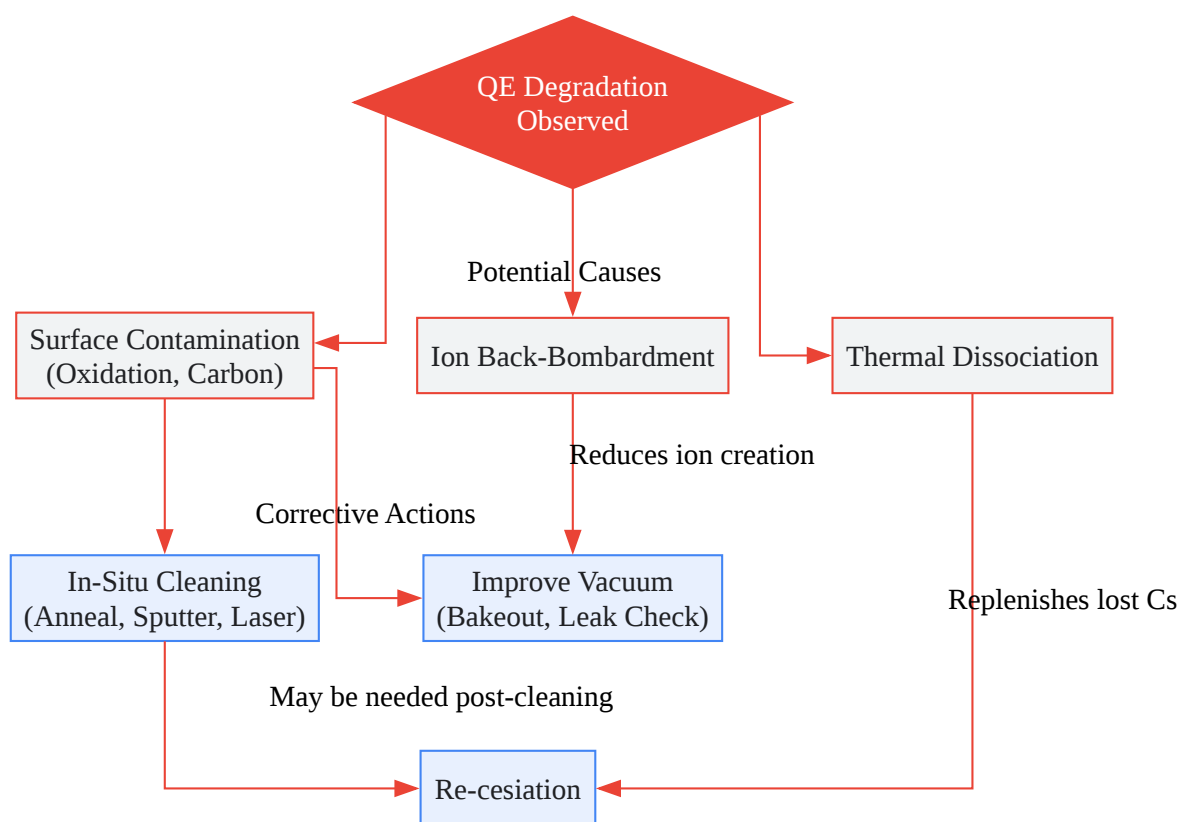 QE Degradation
Observed
Potential Causes
Surface Contamination
(Oxidation, Carbon)
Ion Back-Bombardment
Thermal Dissociation
Reduces ion creation
Corrective Actions
In-Situ Cleaning
(Anneal, Sputter, Laser)
Improve Vacuum
(Bakeout, Leak Check)
Replenishes lost Cs
May be needed post-cleaning
Re-cesiation